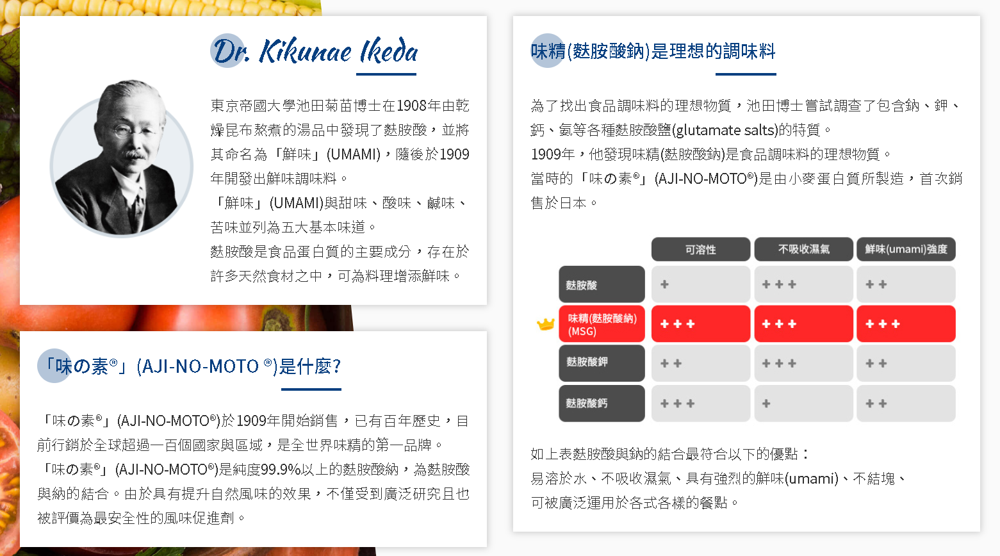 Dr. Kikunae Ikeda
東京帝國大學池田菊苗博士在1908年由乾
燥昆布熬煮的湯品中發現了麩胺酸，並將
其命名為「鮮味」(UMAMI)，隨後於1909
年開發出鮮味調味料。
「鮮味」(UMAMI)與甜味、酸味、鹹味、
苦味並列為五大基本味道。
麩胺酸是食品蛋白質的主要成分，存在於
許多天然食材之中，可為料理增添鮮味。
「味の素®」(AJI-NO-MOTO ®)是什麼?
「味の素®」(AJI-NO-MOTO®)於1909年開始銷售，已有百年歷史，目
前行銷於全球超過一百個國家與區域，是全世界味精的第一品牌。
「味の素®」(AJI-NO-MOTO®)是純度99.9%以上的麩胺酸納，為麩胺酸
與納的結合。由於具有提升自然風味的效果，不僅受到廣泛研究且也
被評價為最安全性的風味促進劑。
味精(麩胺酸鈉)是理想的調味料
為了找出食品調味料的理想物質，池田博士嘗試調查了包含鈉、鉀、
鈣、氨等各種麩胺酸鹽(glutamate salts)的特質。
1909年，他發現味精(麩胺酸鈉)是食品調味料的理想物質。
當時的「味の素®」(AJI-NO-MOTO®)是由小麥蛋白質所製造，首次銷
售於日本。
可溶性 不吸收濕氣 鮮味(umami)強度
麩胺酸 + +++ ++
味精(麩胺酸納)
(MSG) +++ +++ +++
麩胺酸鉀 ++ +++ ++
麩胺酸鈣 +++ + ++
如上表麩胺酸與鈉的結合最符合以下的優點：
易溶於水、不吸收濕氣、具有強烈的鮮味(umami)、不結塊、
可被廣泛運用於各式各樣的餐點。